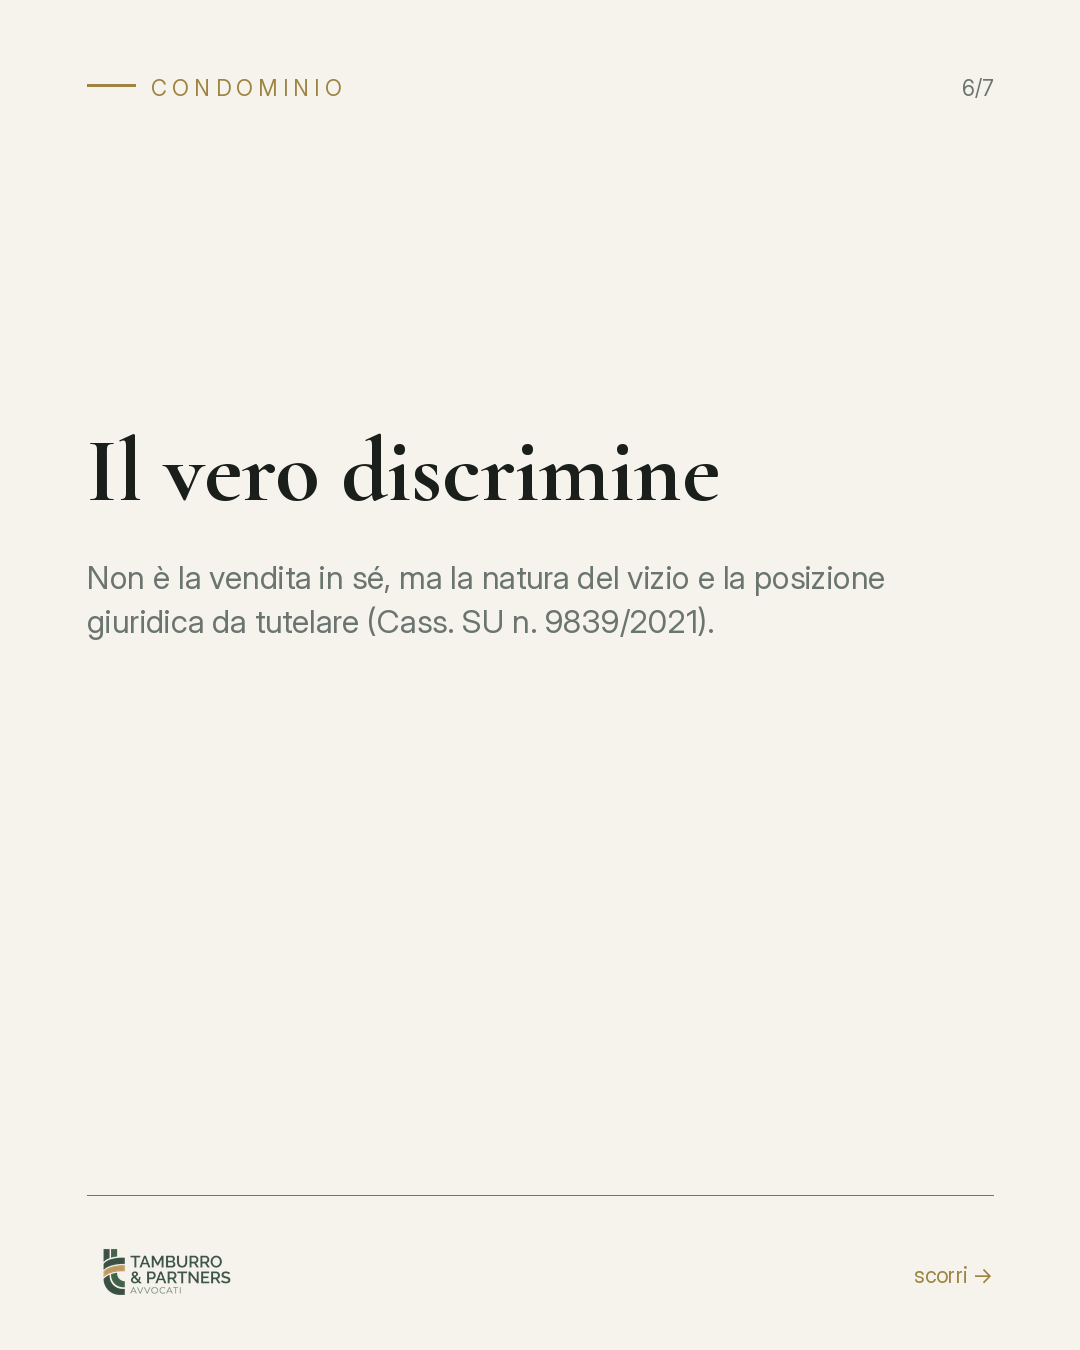 CONDOMINIO
6/7
Il vero discrimine
Non è la vendita in sé, ma la natura del vizio e la posizione
giuridica da tutelare (Cass. SU n. 9839/2021).
TAMBURRO
& PARTNERS
AVVOCATI
scorri →